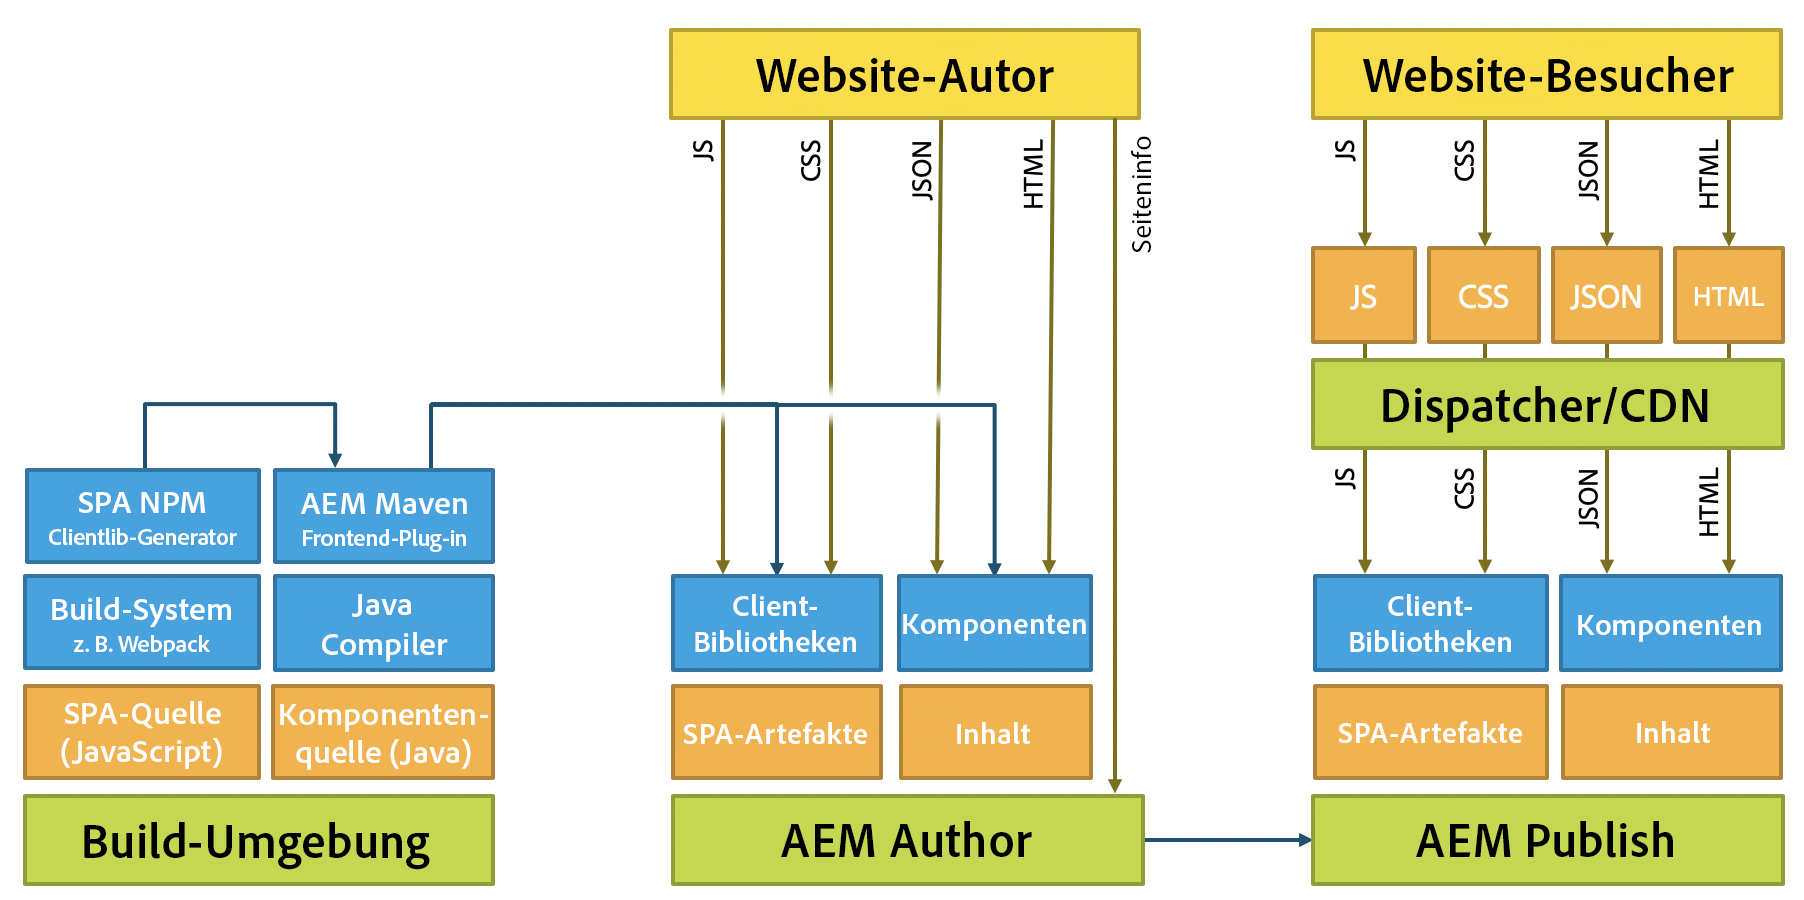 Website-Autor
Website-Besucher
JS
CSS
JSON
HTML
Seiteninfo
JS
CSS
JSON
HTML
JS
CSS
JSON
HTML
Dispatcher/CDN
JS
CSS
JSON
HTML
SPA NPM
Clientlib-Generator
AEM Maven
Frontend-Plug-in
Build-System
z. B. Webpack
Java
Compiler
SPA-Quelle
(JavaScript)
Komponenten-
quelle (Java)
Build-Umgebung
Client-
Bibliotheken
Komponenten
SPA-Artefakte
Inhalt
AEM Author
Client-
Bibliotheken
Komponenten
SPA-Artefakte
Inhalt
AEM Publish